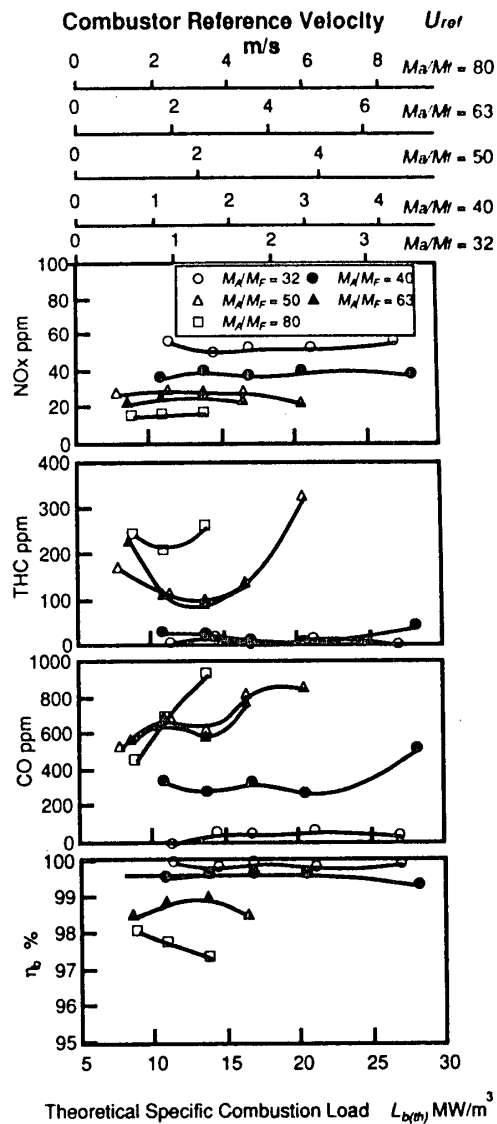 Combustor Reference Velocity U ref
m/s
0 2 4 6 8 Ma/Mf = 80
0 2 4 6 Ma/Mf = 63
0 2 4 Ma/Mf = 50
0 1 2 3 4 Ma/Mf = 40
0 1 2 3 Ma/Mf = 32
NOx ppm
100
80
60
40
20
0
MA/MF = 32 MA/MF = 40
MA/MF = 50 MA/MF = 63
MA/MF = 80
THC ppm
400
300
200
100
0
CO ppm
1000
800
600
400
200
0
ηb %
100
99
98
97
96
95
5 10 15 20 25 30
Theoretical Specific Combustion Load Lb(th) MW/m³